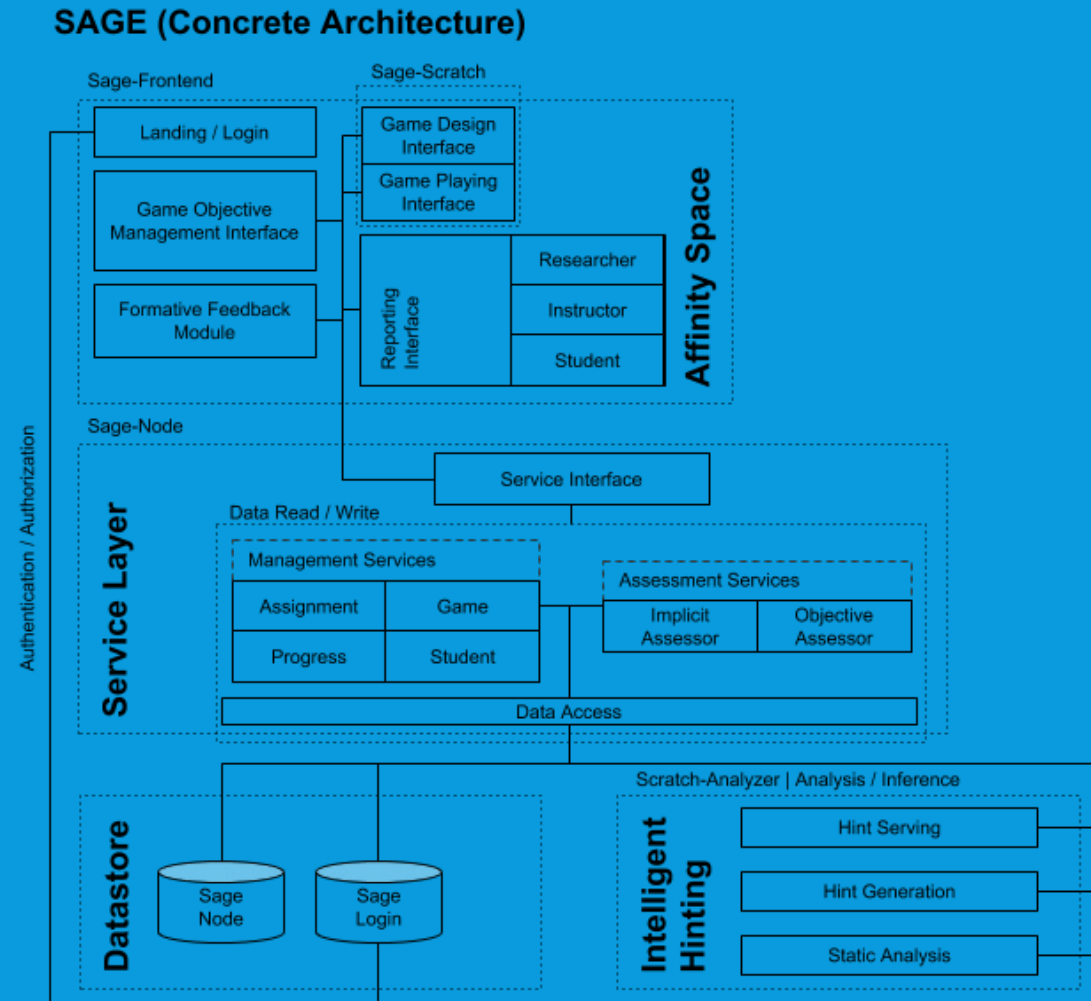 SAGE (Concrete Architecture)
Sage-Frontend
Sage-Scratch
Landing / Login
Game Design
Interface
Game Playing
Interface
Game Objective
Management Interface
Formative Feedback
Module
Reporting
Interface
Researcher
Instructor
Student
Affinity Space
Authentication / Authorization
Sage-Node
Service Layer
Service Interface
Data Read / Write
Management Services
Assignment
Game
Progress
Student
Assessment Services
Implicit
Assessor
Objective
Assessor
Data Access
Datastore
Sage
Node
Sage
Login
Scratch-Analyzer | Analysis / Inference
Intelligent
Hinting
Hint Serving
Hint Generation
Static Analysis